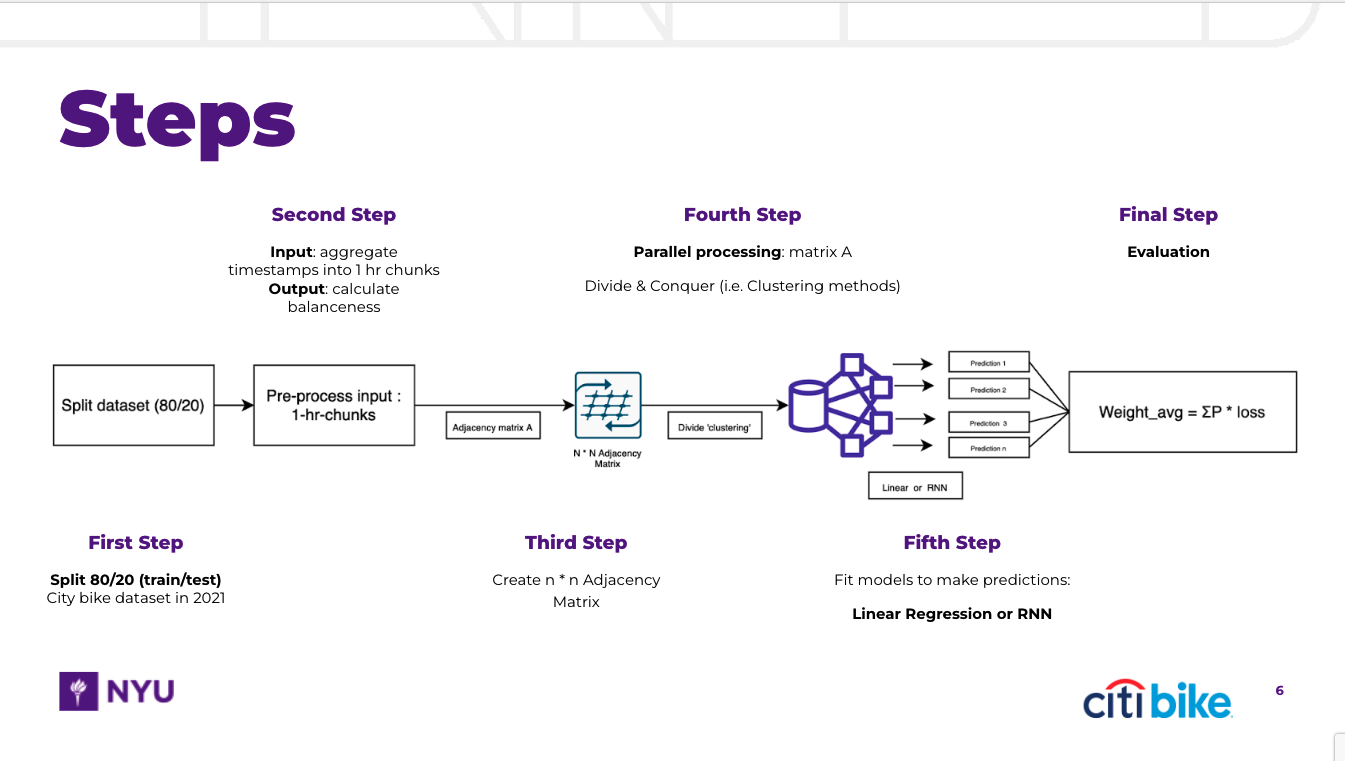 Steps
Second Step
Input: aggregate
timestamps into 1 hr chunks
Output: calculate
balanceness
Fourth Step
Parallel processing: matrix A
Divide & Conquer (i.e. Clustering methods)
Final Step
Evaluation
Split dataset (80/20)
Pre-process input :
1-hr-chunks
Adjacency matrix A
N * N Adjacency
Matrix
Divide 'clustering'
Prediction 1
Prediction 2
Prediction 3
Prediction n
Linear or RNN
Weight_avg = ΣP * loss
First Step
Split 80/20 (train/test)
City bike dataset in 2021
Third Step
Create n * n Adjacency
Matrix
Fifth Step
Fit models to make predictions:
Linear Regression or RNN
NYU
citi bike
6